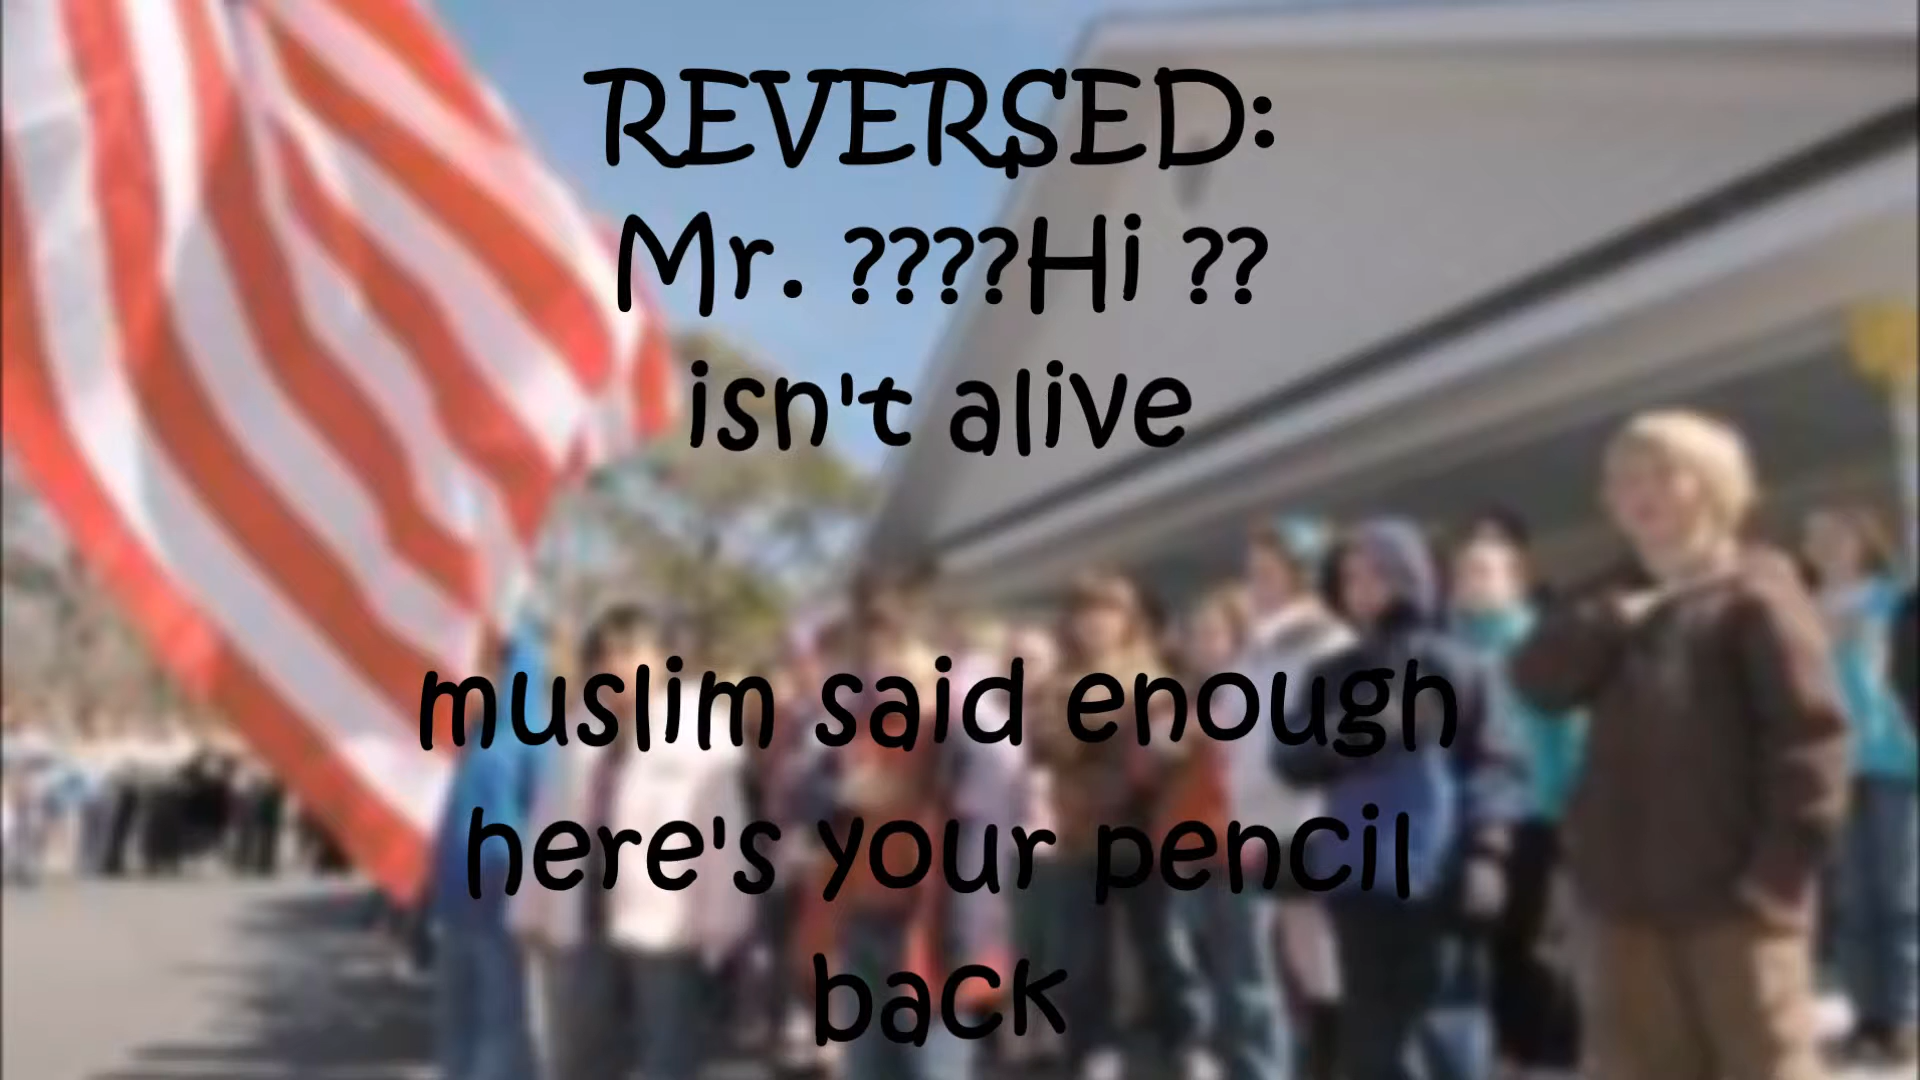 REVERSED:
Mr. ????Hi ??
isn't alive
muslim said enough
here's your pencil
back